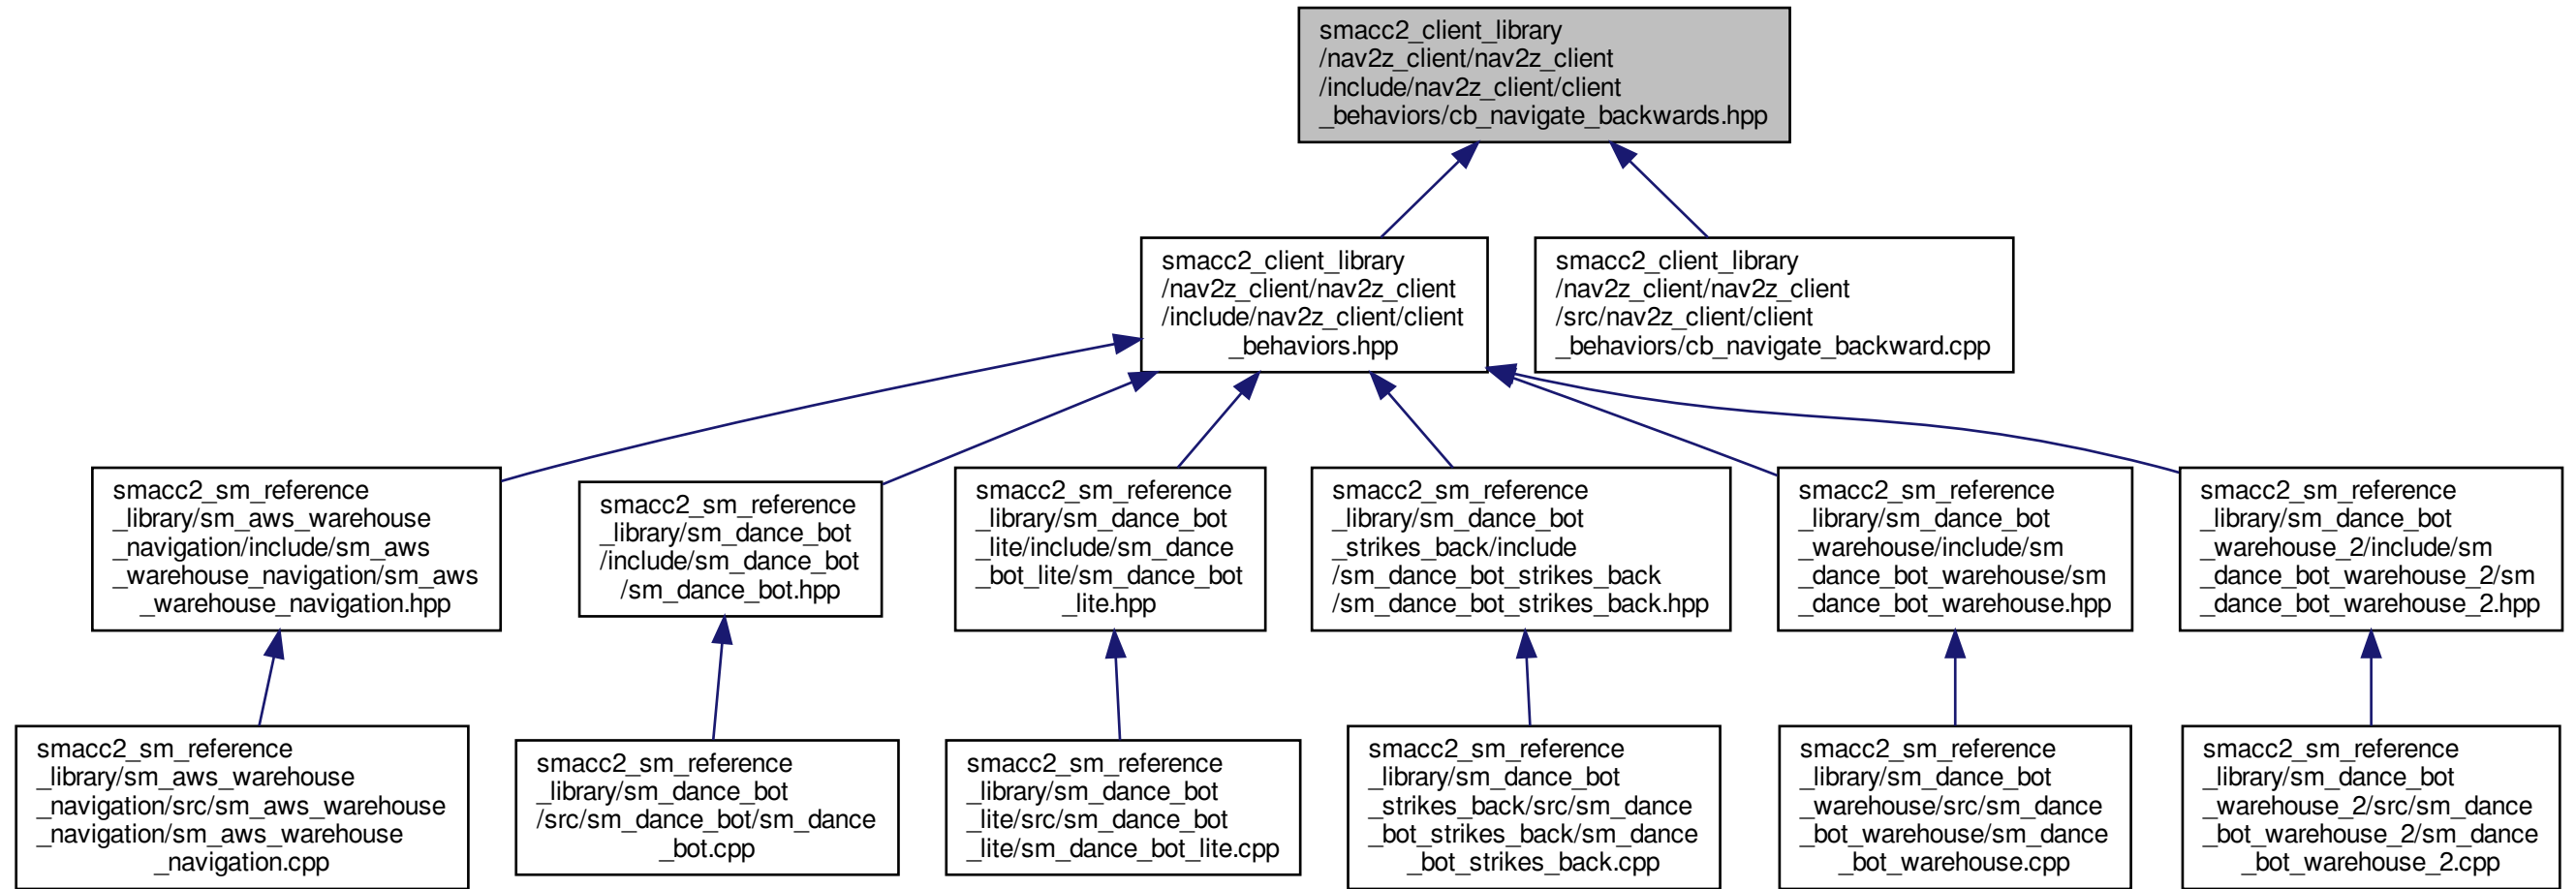 smacc2_client_library
/nav2z_client/nav2z_client
/include/nav2z_client/client
_behaviors/cb_navigate_backwards.hpp
smacc2_client_library
/nav2z_client/nav2z_client
/include/nav2z_client/client
_behaviors.hpp
smacc2_client_library
/nav2z_client/nav2z_client
/src/nav2z_client/client
_behaviors/cb_navigate_backward.cpp
smacc2_sm_reference
_library/sm_aws_warehouse
_navigation/include/sm_aws
_warehouse_navigation/sm_aws
_warehouse_navigation.hpp
smacc2_sm_reference
_library/sm_dance_bot
/include/sm_dance_bot
/sm_dance_bot.hpp
smacc2_sm_reference
_library/sm_dance_bot
_lite/include/sm_dance
_bot_lite/sm_dance_bot
_lite.hpp
smacc2_sm_reference
_library/sm_dance_bot
_strikes_back/include
/sm_dance_bot_strikes_back
/sm_dance_bot_strikes_back.hpp
smacc2_sm_reference
_library/sm_dance_bot
_warehouse/include/sm
_dance_bot_warehouse/sm
_dance_bot_warehouse.hpp
smacc2_sm_reference
_library/sm_dance_bot
_warehouse_2/include/sm
_dance_bot_warehouse_2/sm
_dance_bot_warehouse_2.hpp
smacc2_sm_reference
_library/sm_aws_warehouse
_navigation/src/sm_aws_warehouse
_navigation/sm_aws_warehouse
_navigation.cpp
smacc2_sm_reference
_library/sm_dance_bot
/src/sm_dance_bot/sm_dance
_bot.cpp
smacc2_sm_reference
_library/sm_dance_bot
_lite/src/sm_dance_bot
_lite/sm_dance_bot_lite.cpp
smacc2_sm_reference
_library/sm_dance_bot
_strikes_back/src/sm_dance
_bot_strikes_back/sm_dance
_bot_strikes_back.cpp
smacc2_sm_reference
_library/sm_dance_bot
_warehouse/src/sm_dance
_bot_warehouse/sm_dance
_bot_warehouse.cpp
smacc2_sm_reference
_library/sm_dance_bot
_warehouse_2/src/sm_dance
_bot_warehouse_2/sm_dance
_bot_warehouse_2.cpp